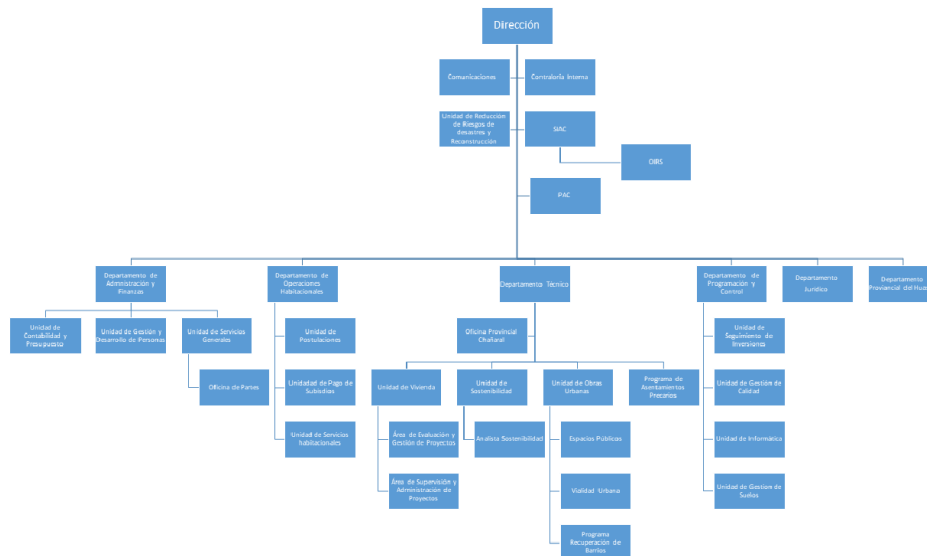 Dirección
Comunicaciones
Contraloría Interna
Unidad de Reducción
de Riesgos de
desastres y
Reconstrucción
SIAC
OIRS
PAC
Departamento de
Administración y
Finanzas
Departamento de
Operaciones
Habitacionales
Departamento Técnico
Departamento de
Programación y
Control
Departamento
Jurídico
Departamento
Proviancial del Huas
Unidad de
Contabilidad y
Presupuesto
Unidad de Gestión y
Desarrollo de Personas
Unidad de Servicios
Generales
Unidad de
Postulaciones
Oficina Provincial
Chañaral
Unidad de
Seguimiento de
Inversiones
Oficina de Partes
Unidadad de Pago de
Subsidios
Unidad de Vivienda
Unidad de
Sostenibilidad
Unidad de Obras
Urbanas
Programa de
Asentamientos
Precarios
Unidad de Gestión de
Calidad
Unidad de Servicios
habitacionales
Área de Evaluación y
Gestión de Proyectos
Analista Sostenibilidad
Espacios Públicos
Unidad de Informática
Área de Supervisión y
Administración de
Proyectos
Vialidad Urbana
Unidad de Gestion de
Suelos
Programa
Recuperación de
Barrios